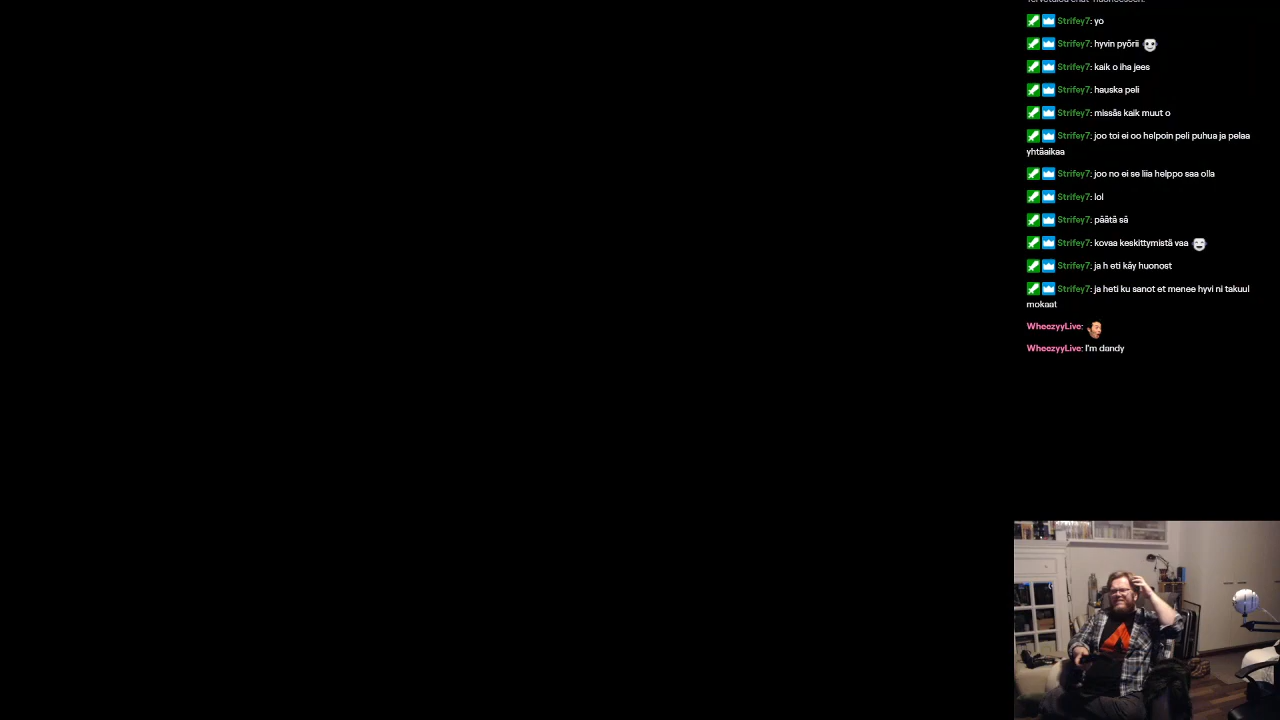 Tervetuloa chat-huoneeseen!
Strifey7: yo
Strifey7: hyvin pyörii
Strifey7: kaik o iha jees
Strifey7: hauska peli
Strifey7: missäs kaik muut o
Strifey7: joo toi ei oo helpoin peli puhua ja pelaa
yhtäaikaa
Strifey7: joo no ei se liia helppo saa olla
Strifey7: lol
Strifey7: päätä sä
Strifey7: kovaa keskittymistä vaa
Strifey7: ja h eti käy huonost
Strifey7: ja heti ku sanot et menee hyvi ni takuul
mokaat
WheezyyLive:
WheezyyLive: I'm dandy